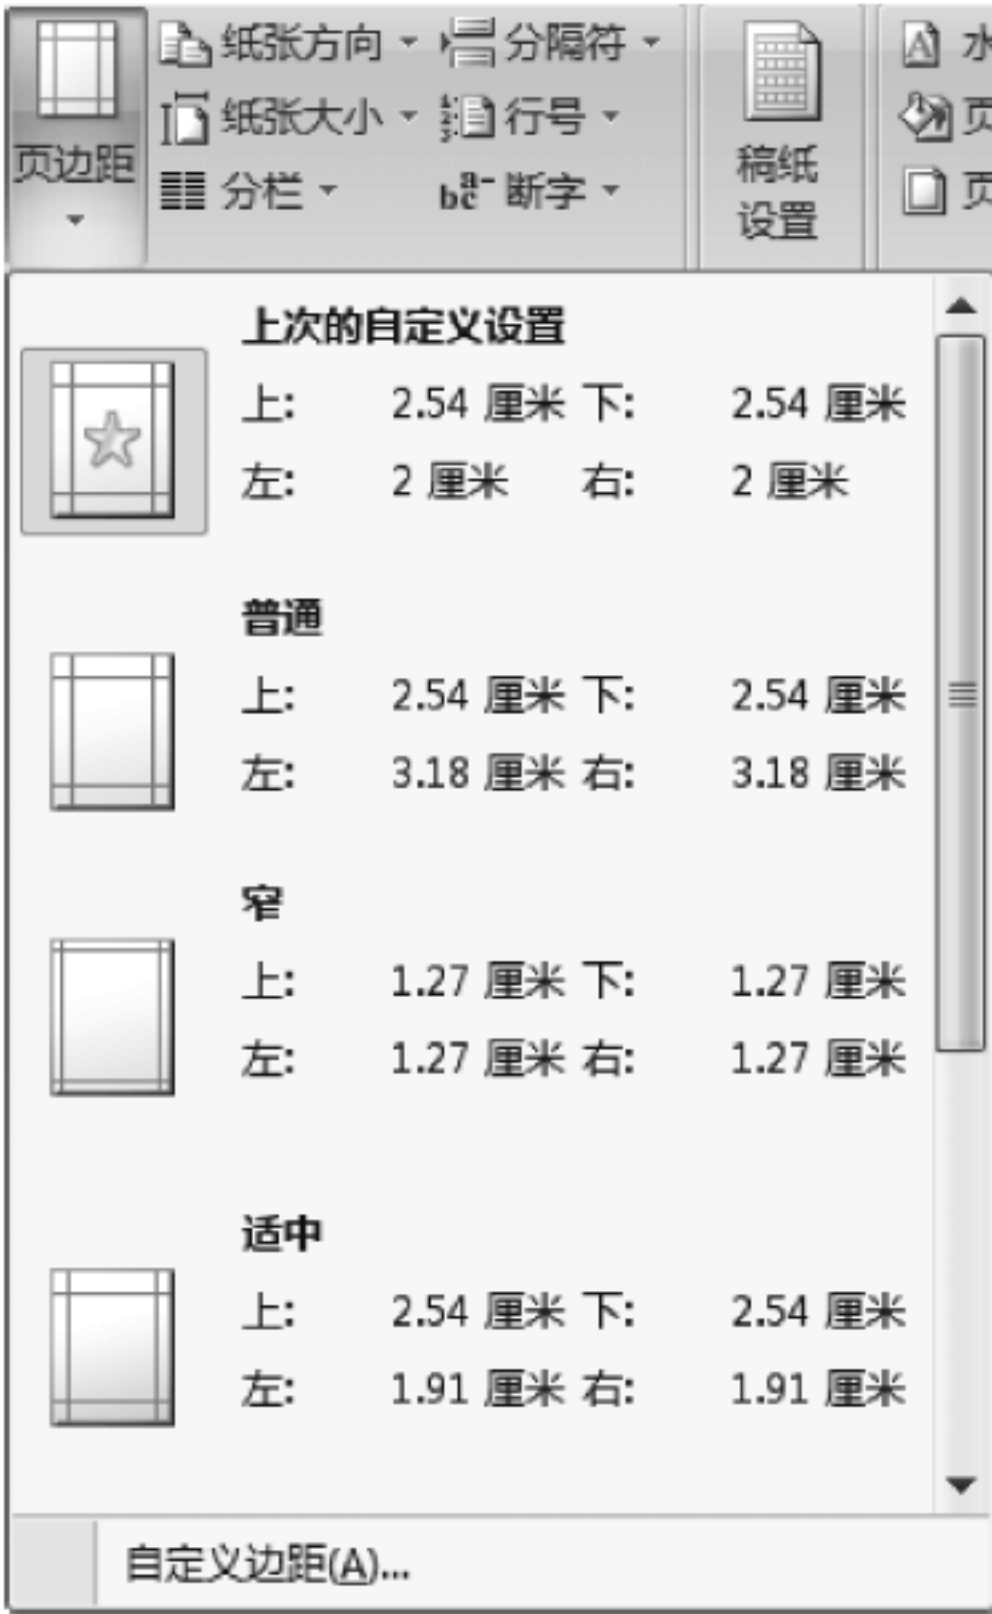 页边距
纸张方向
纸张大小
分栏
分隔符
行号
断字
稿纸
设置
水
页
页
上次的自定义设置
上: 2.54 厘米 下: 2.54 厘米
左: 2 厘米 右: 2 厘米
普通
上: 2.54 厘米 下: 2.54 厘米
左: 3.18 厘米 右: 3.18 厘米
窄
上: 1.27 厘米 下: 1.27 厘米
左: 1.27 厘米 右: 1.27 厘米
适中
上: 2.54 厘米 下: 2.54 厘米
左: 1.91 厘米 右: 1.91 厘米
自定义边距(A)...